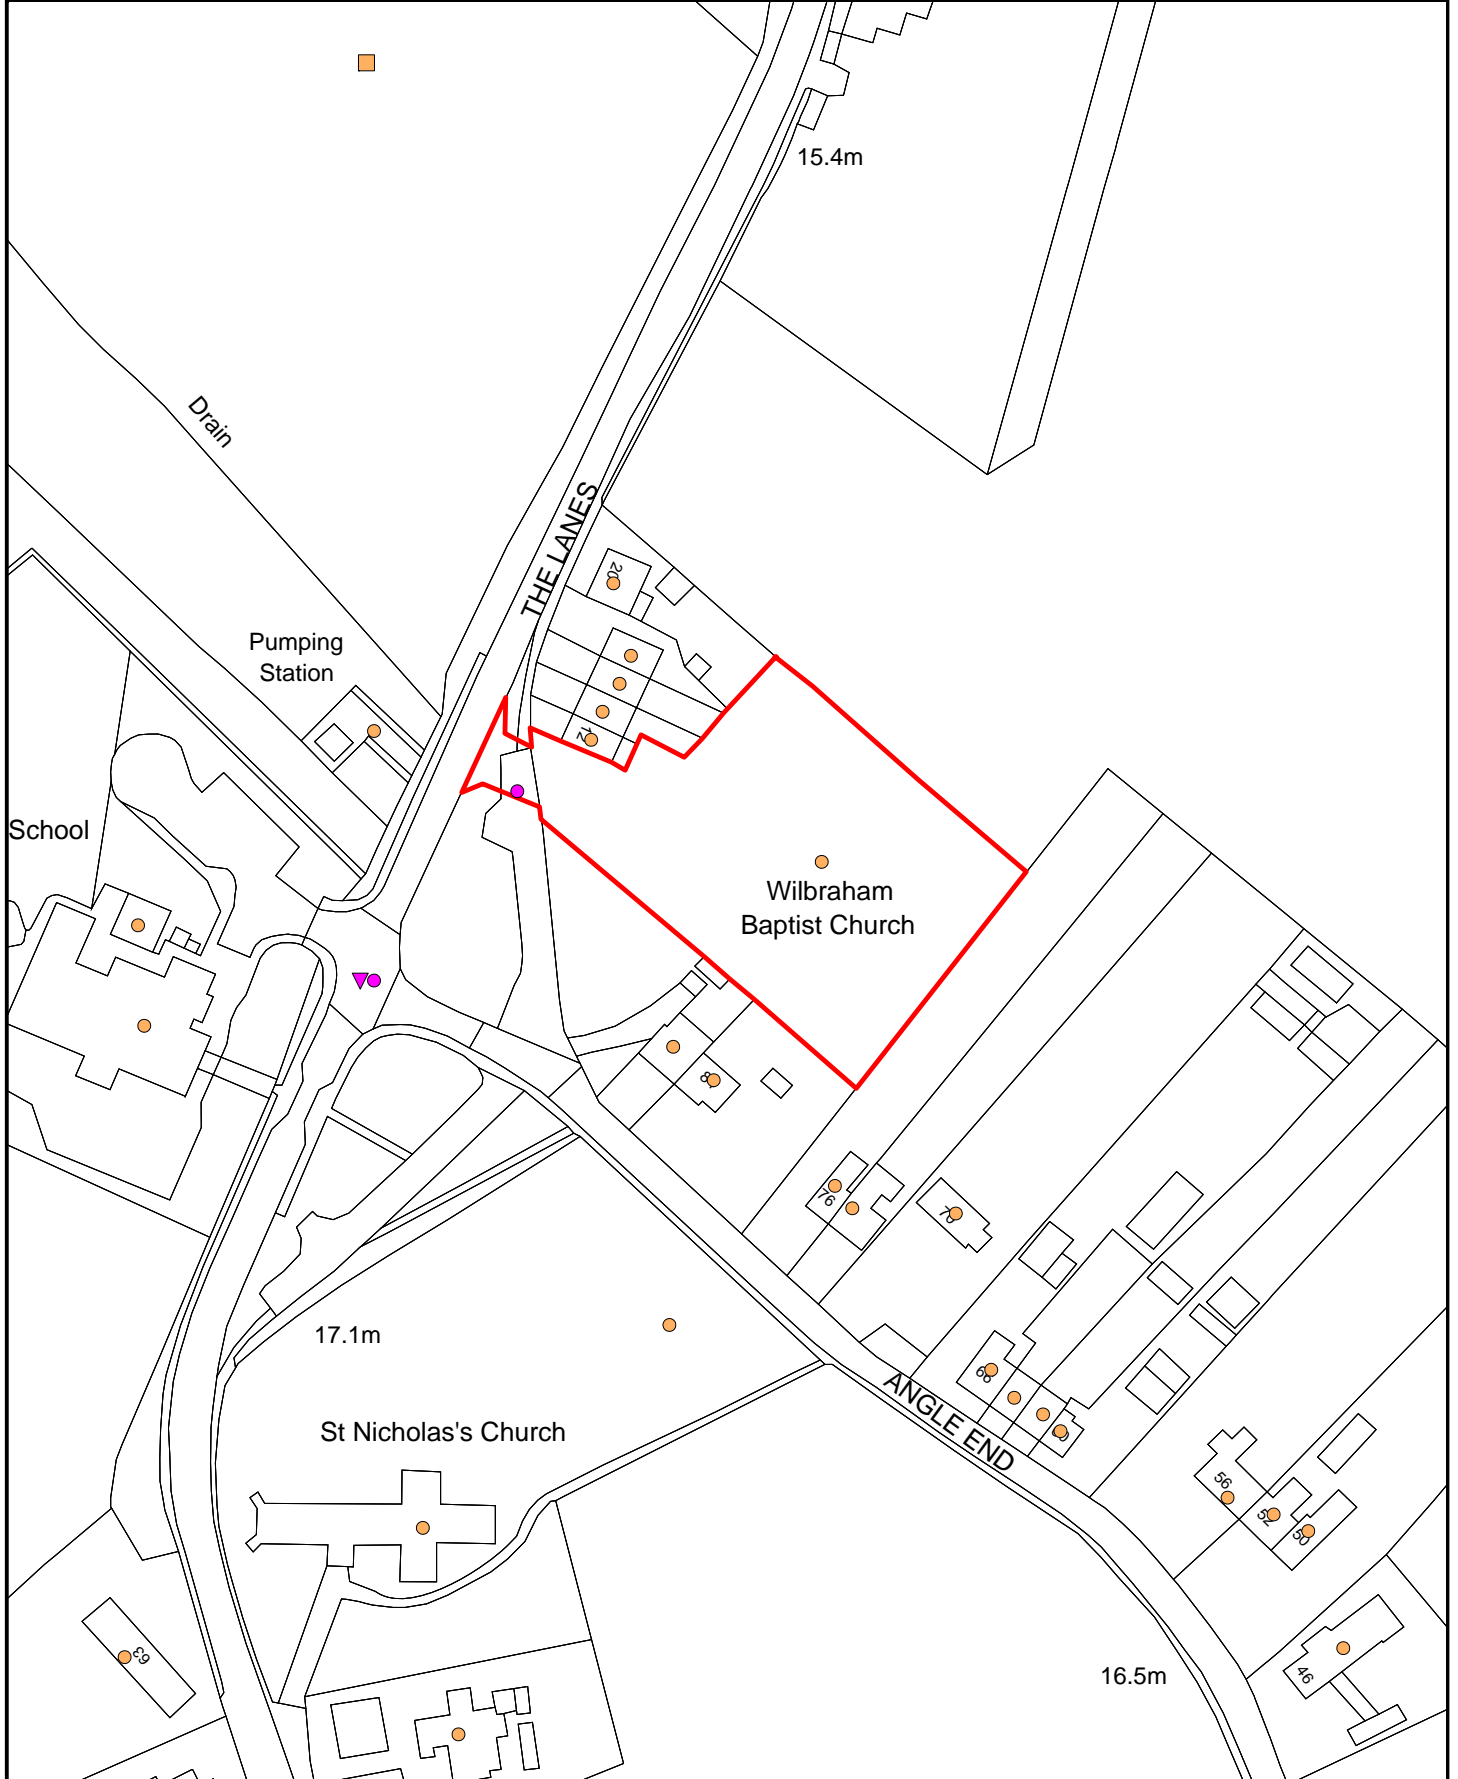 15.4m
Drain
THE LANES
20
Pumping
Station
12
School
Wilbraham
Baptist Church
76
70
17.1m
68
ANGLE END
St Nicholas's Church
56
52
50
63
46
16.5m